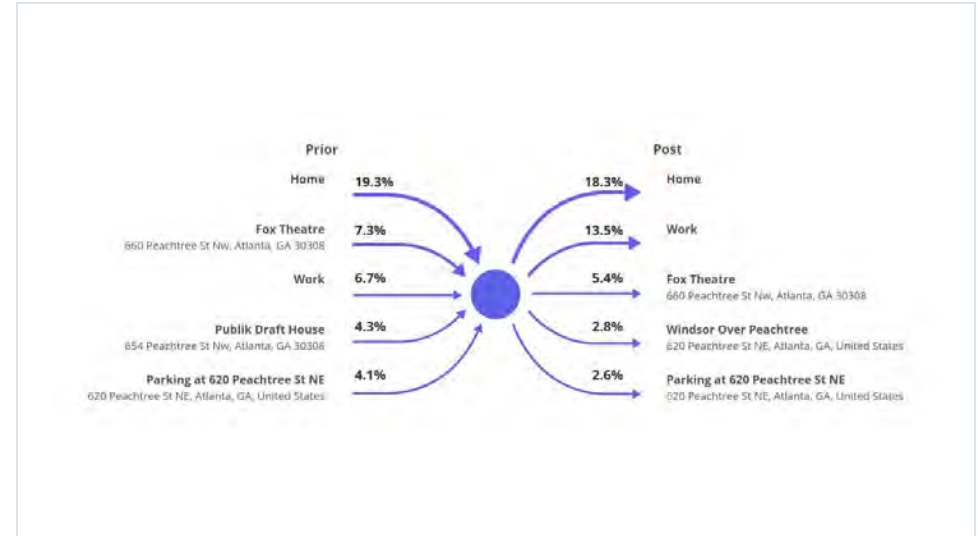 Prior
Home
19.3%
Fox Theatre
7.3%
660 Peachtree St Nw, Atlanta, GA 30308
Work
6.7%
Publik Draft House
4.3%
654 Peachtree St Nw, Atlanta, GA 30308
Parking at 620 Peachtree St NE
4.1%
620 Peachtree St NE, Atlanta, GA, United States
Post
18.3%
Home
13.5%
Work
5.4%
Fox Theatre
660 Peachtree St Nw, Atlanta, GA 30308
2.8%
Windsor Over Peachtree
620 Peachtree St NE, Atlanta, GA, United States
2.6%
Parking at 620 Peachtree St NE
620 Peachtree St NE, Atlanta, GA, United States